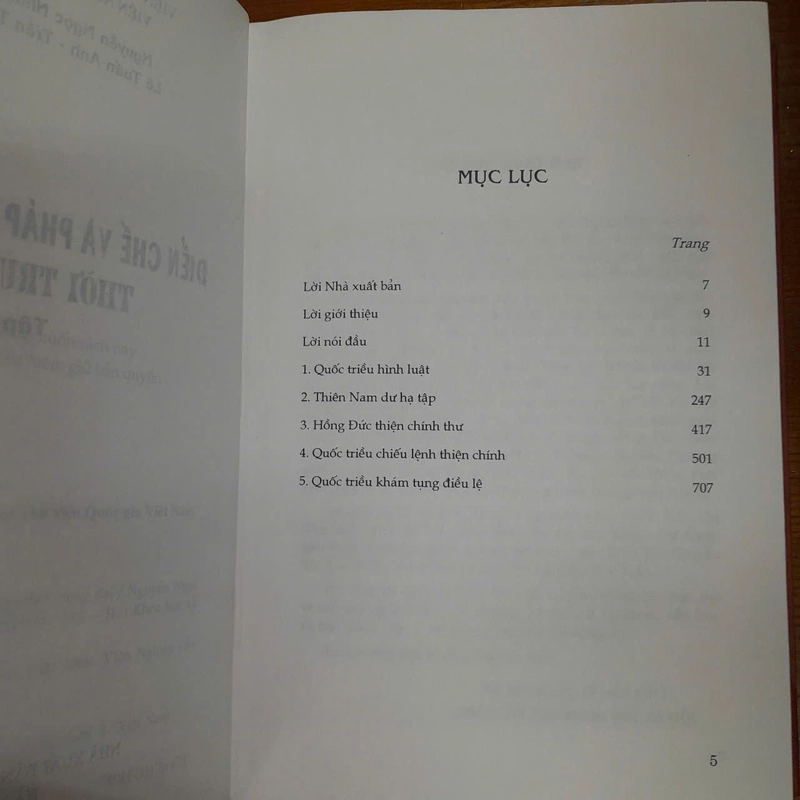 MỤC LỤC
Trang
Lời Nhà xuất bản 7
Lời giới thiệu 9
Lời nói đầu 11
1. Quốc triều hình luật 31
2. Thiên Nam dư hạ tập 247
3. Hồng Đức thiện chính thư 417
4. Quốc triều chiếu lệnh thiện chính 501
5. Quốc triều khám tụng điều lệ 707
5